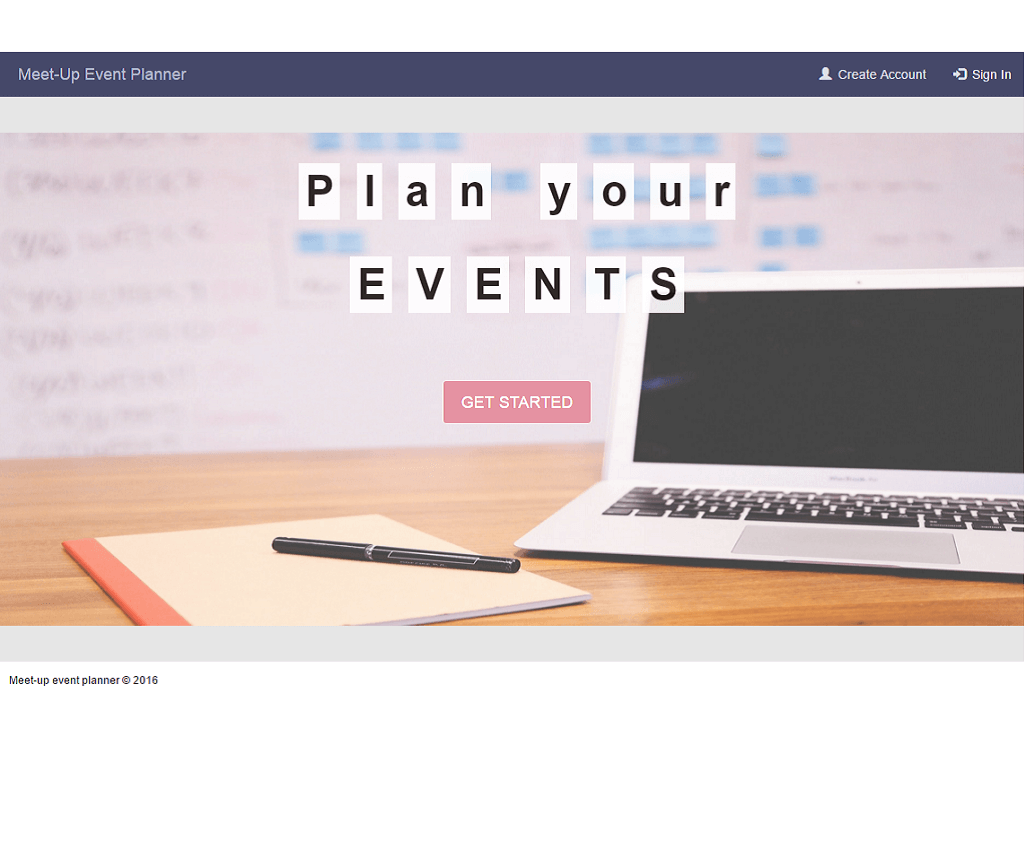 Meet-Up Event Planner
Create Account
Sign In
Plan your
EVENTS
GET STARTED
Meet-up event planner © 2016